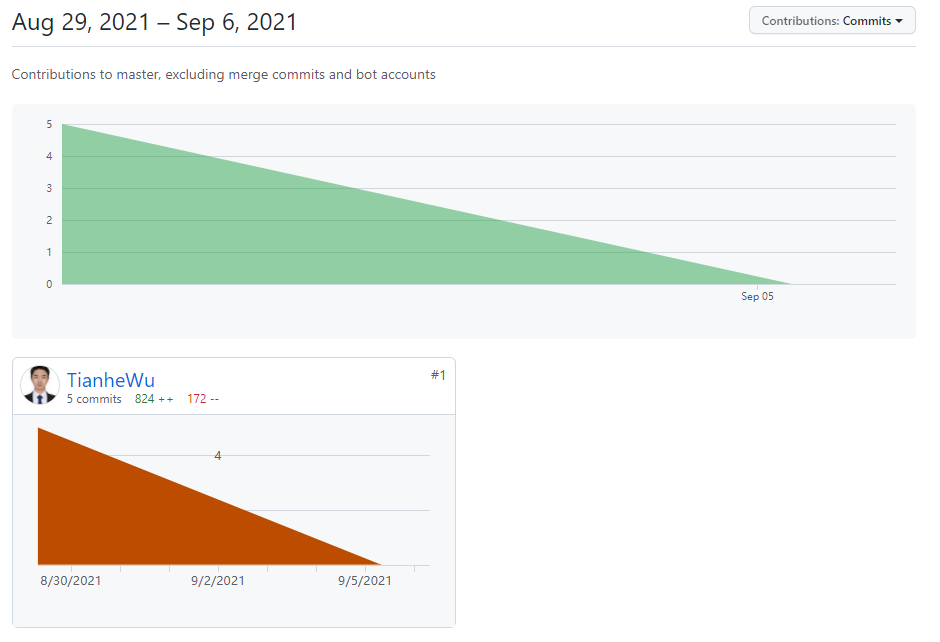 Aug 29, 2021 – Sep 6, 2021
Contributions: Commits
Contributions to master, excluding merge commits and bot accounts
5
4
3
2
1
0
Sep 05
TianheWu
#1
5 commits 824 ++ 172 --
4
8/30/2021 9/2/2021 9/5/2021